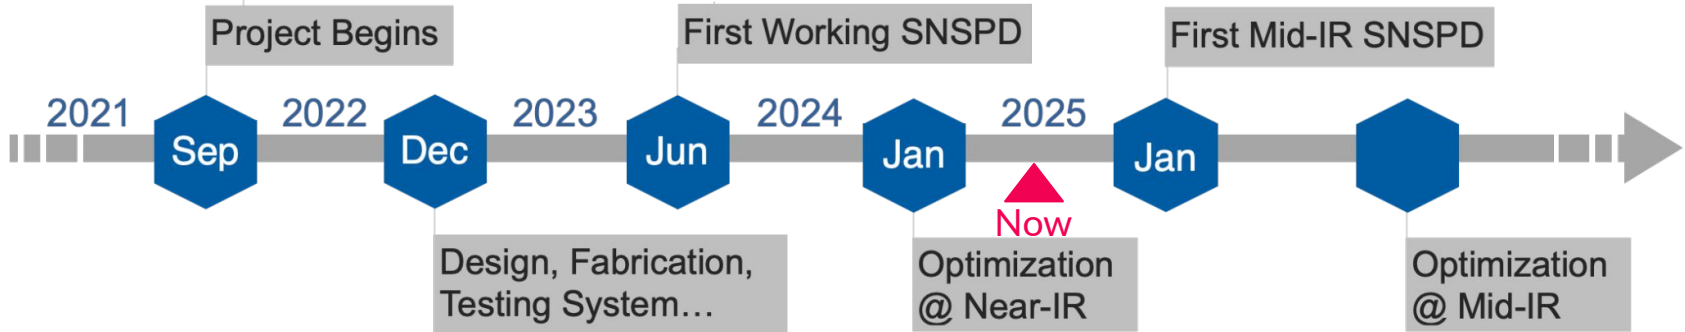 Project Begins
First Working SNSPD
First Mid-IR SNSPD
2021
2022
2023
2024
2025
Sep
Dec
Jun
Jan
Jan
Now
Design, Fabrication,
Testing System...
Optimization
@ Near-IR
Optimization
@ Mid-IR